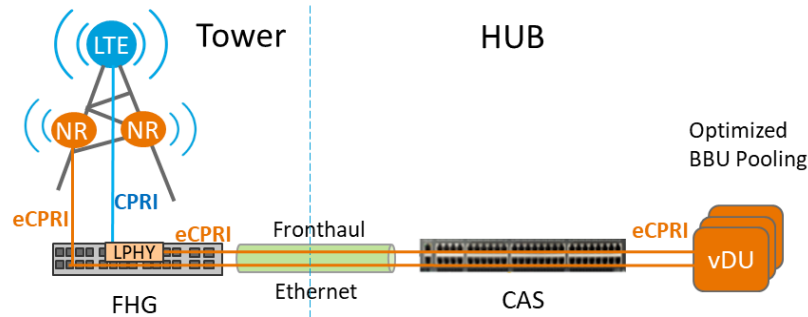 Tower
HUB
LTE
NR
NR
Optimized
BBU Pooling
CPRI
eCPRI
eCPRI
Fronthaul
eCPRI
LPHY
vDU
Ethernet
FHG
CAS